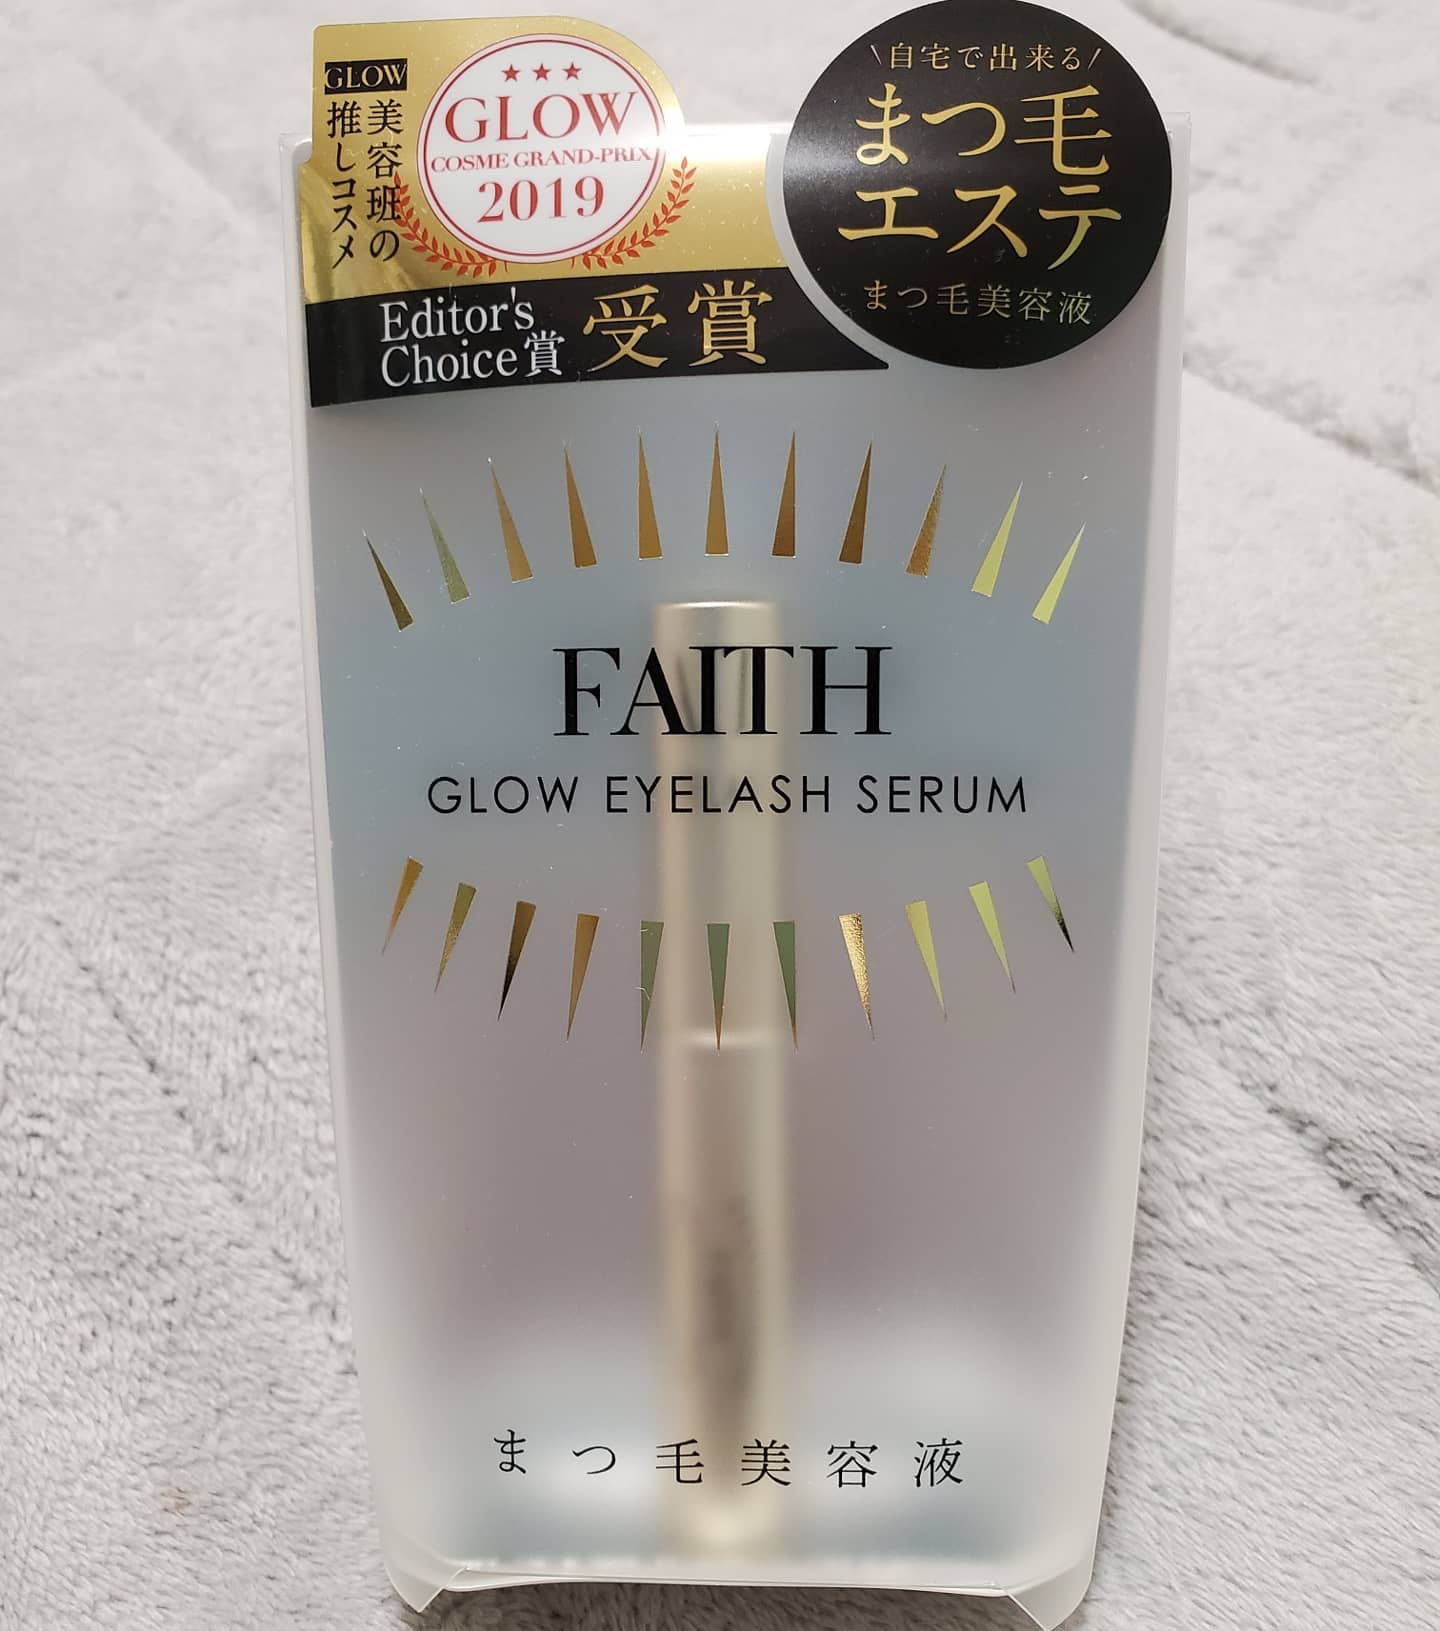 GLOW
美容班の
推しコスメ
GLOW
COSME GRAND-PRIX
2019
Editor's
Choice賞
受賞
\自宅で出来る/
まつ毛
エステ
まつ毛美容液
FAITH
GLOW EYELASH SERUM
まつ毛美容液